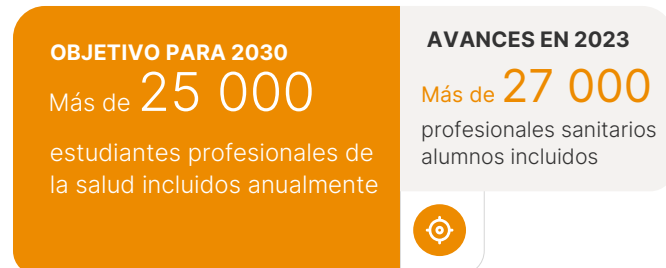 OBJETIVO PARA 2030
Más de 25 000
estudiantes profesionales de
la salud incluidos anualmente
AVANCES EN 2023
Más de 27 000
profesionales sanitarios
alumnos incluidos